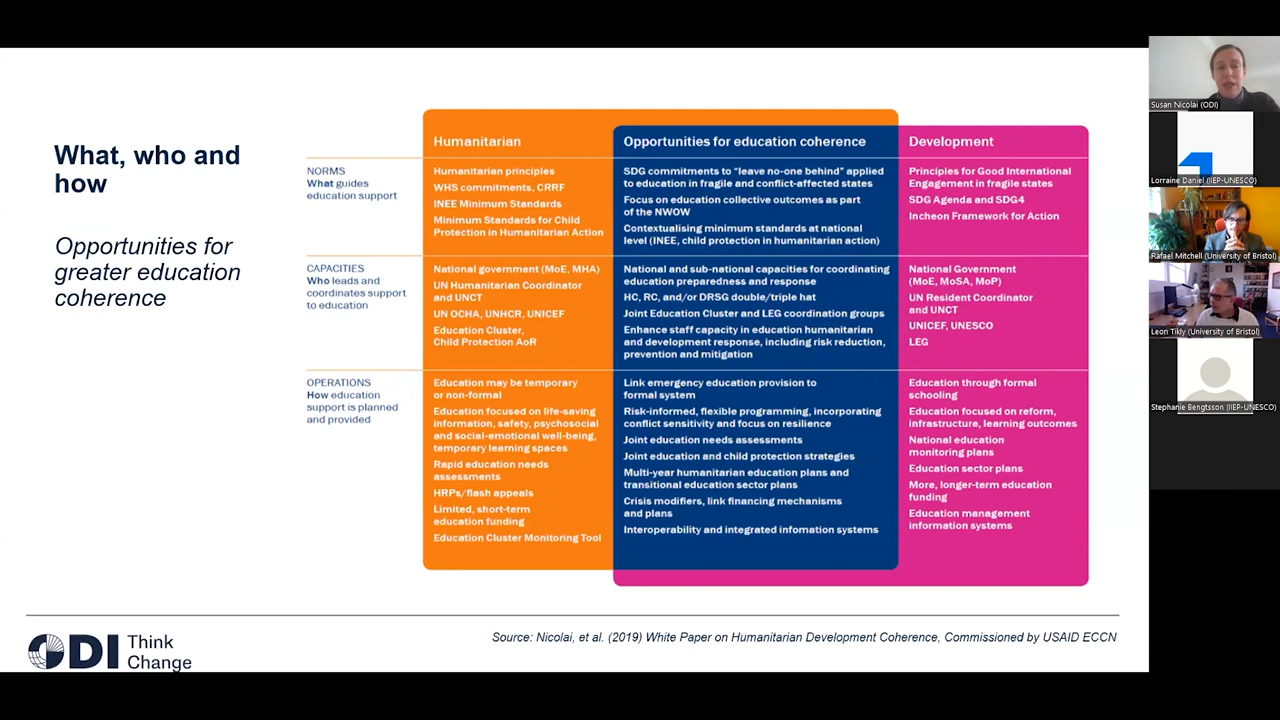 What, who and
how
Opportunities for
greater education
coherence
Humanitarian
Opportunities for education coherence
Development
NORMS
What guides
education support
Humanitarian principles
WHS commitments, CRRF
INEE Minimum Standards
Minimum Standards for Child
Protection in Humanitarian Action
SDG commitments to "leave no-one behind" applied
to education in fragile and conflict-affected states
Focus on education collective outcomes as part
of the NWOW
Contextualising minimum standards at national
level (INEE, child protection in humanitarian action)
Principles for Good International
Engagement in fragile states
SDG Agenda and SDG4
Incheon Framework for Action
CAPACITIES
Who leads and
coordinates support
to education
National government (MoE, MHA)
UN Humanitarian Coordinator
and UNCT
UN OCHA, UNHCR, UNICEF
Education Cluster,
Child Protection AoR
National and sub-national capacities for coordinating
education preparedness and response
HC, RC, and/or DRSG double/triple hat
Joint Education Cluster and LEG coordination groups
Enhance staff capacity in education humanitarian
and development response, including risk reduction,
prevention and mitigation
National Government
(MoE, MoSA, MoP)
UN Resident Coordinator
and UNCT
UNICEF, UNESCO
LEG
OPERATIONS
How education
support is planned
and provided
Education may be temporary
or non-formal
Education focused on life-saving
information, safety, psychosocial
and social-emotional well-being,
temporary learning spaces
Rapid education needs
assessments
HRPs/flash appeals
Limited, short-term
education funding
Education Cluster Monitoring Tool
Link emergency education provision to
formal system
Risk-informed, flexible programming, incorporating
conflict sensitivity and focus on resilience
Joint education needs assessments
Joint education and child protection strategies
Multi-year humanitarian education plans and
transitional education sector plans
Crisis modifiers, link financing mechanisms
and plans
Interoperability and integrated infomation systems
Education through formal
schooling
Education focused on reform,
infrastructure, learning outcomes
National education
monitoring plans
Education sector plans
More, longer-term education
funding
Education management
information systems
Source: Nicolai, et al. (2019) White Paper on Humanitarian Development Coherence, Commissioned by USAID ECCN
ODI Think
Change
Susan Nicolai (ODI)
Lorraine Daniel (IIEP-UNESCO)
Rafael Mitchell (University of Bristol)
Leon Tikly (University of Bristol)
Stephanie Bengtsson (IIEP-UNESCO)